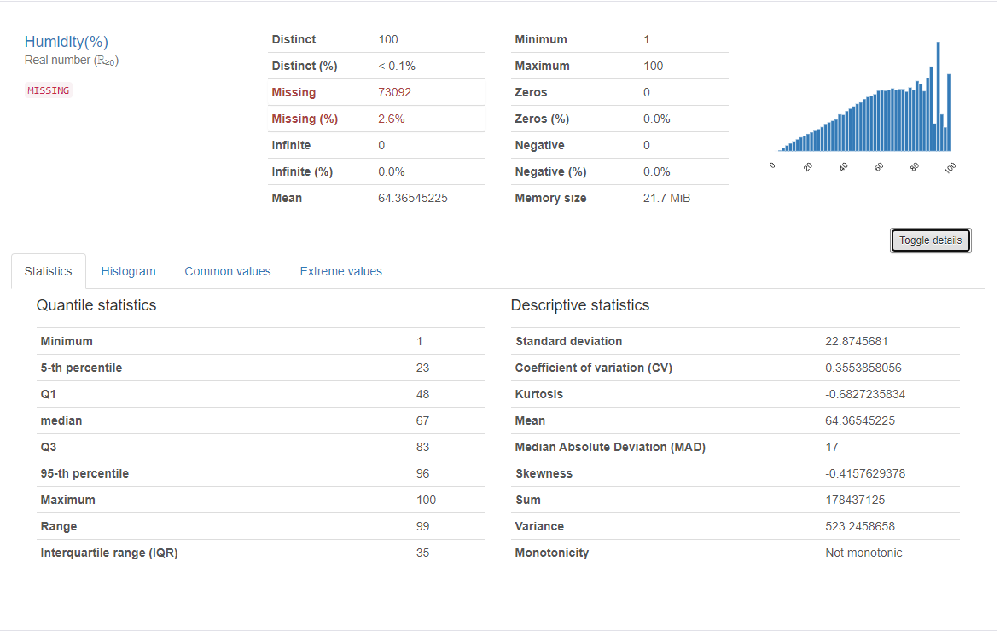 Humidity(%)
Real number (ℝ≥0)
MISSING
Distinct 100
Distinct (%) < 0.1%
Missing 73092
Missing (%) 2.6%
Infinite 0
Infinite (%) 0.0%
Mean 64.36545225
Minimum 1
Maximum 100
Zeros 0
Zeros (%) 0.0%
Negative 0
Negative (%) 0.0%
Memory size 21.7 MiB
0 20 40 60 80 100
Toggle details
Statistics Histogram Common values Extreme values
Quantile statistics
Minimum 1
5-th percentile 23
Q1 48
median 67
Q3 83
95-th percentile 96
Maximum 100
Range 99
Interquartile range (IQR) 35
Descriptive statistics
Standard deviation 22.8745681
Coefficient of variation (CV) 0.3553858056
Kurtosis -0.6827235834
Mean 64.36545225
Median Absolute Deviation (MAD) 17
Skewness -0.4157629378
Sum 178437125
Variance 523.2458658
Monotonicity Not monotonic